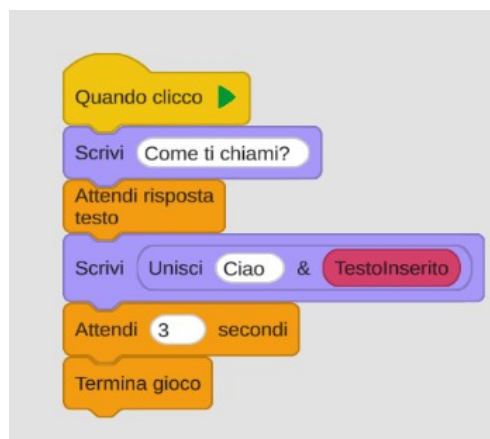 Quando clicco
Scrivi Come ti chiami?
Attendi risposta
testo
Scrivi Unisci Ciao & TestoInserito
Attendi 3 secondi
Termina gioco